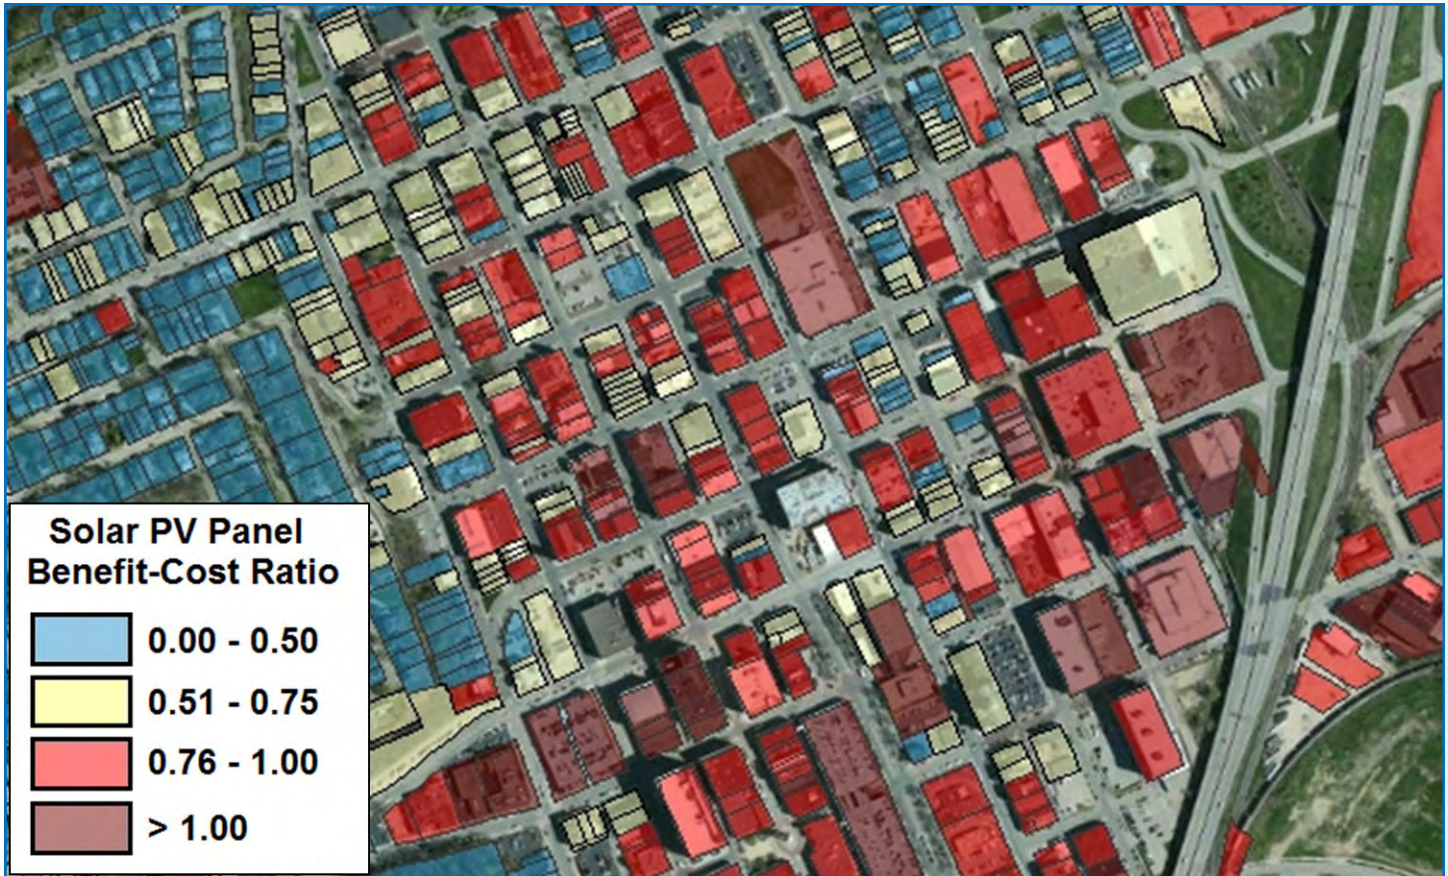 Solar PV Panel
Benefit-Cost Ratio
0.00 - 0.50
0.51 - 0.75
0.76 - 1.00
> 1.00